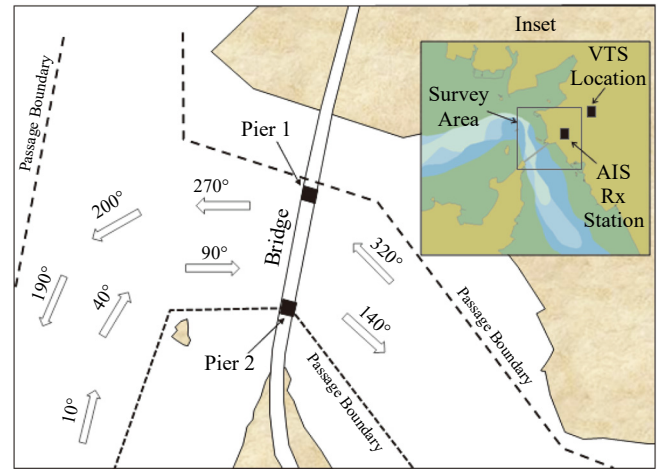 Inset
VTS
Location
Survey
Area
AIS
Rx
Station
Passage Boundary
Pier 1
200°
270°
Bridge
320°
90°
190°
40°
140°
Passage Boundary
Pier 2
Passage Boundary
10°